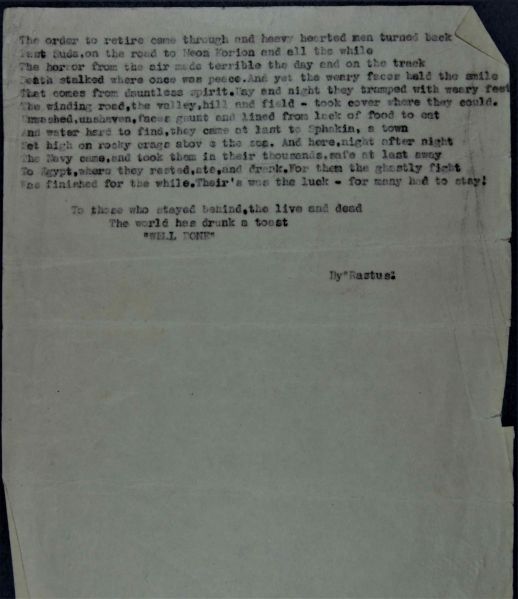 The order to retire came through and heavy hearted men turned back
Past Suda,on the road to Neon Korion and all the while
The horror from the air made terrible the day and on the track
Death stalked where once was peace.And yet the weary faces held the smile
That comes from dauntless spirit.Day and night they tramped with weary feet
The winding road,the valley,hill and field - took cover where they could.
Unwashed,unshaven,faces gaunt and lined from lack of food to eat
And water hard to find,they came at last to Sphakin, a town
Set high on rocky crags abov e the sea. And here,night after night
The Navy came,and took them in their thousands,safe at last away
To Egypt,where they rested,ate,and drank.For them the ghastly fight
Was finished for the while.Their's was the luck - for many had to stay!
To those who stayed behind,the live and dead
The world has drunk a toast
"WELL DONE"
By"Rastus"